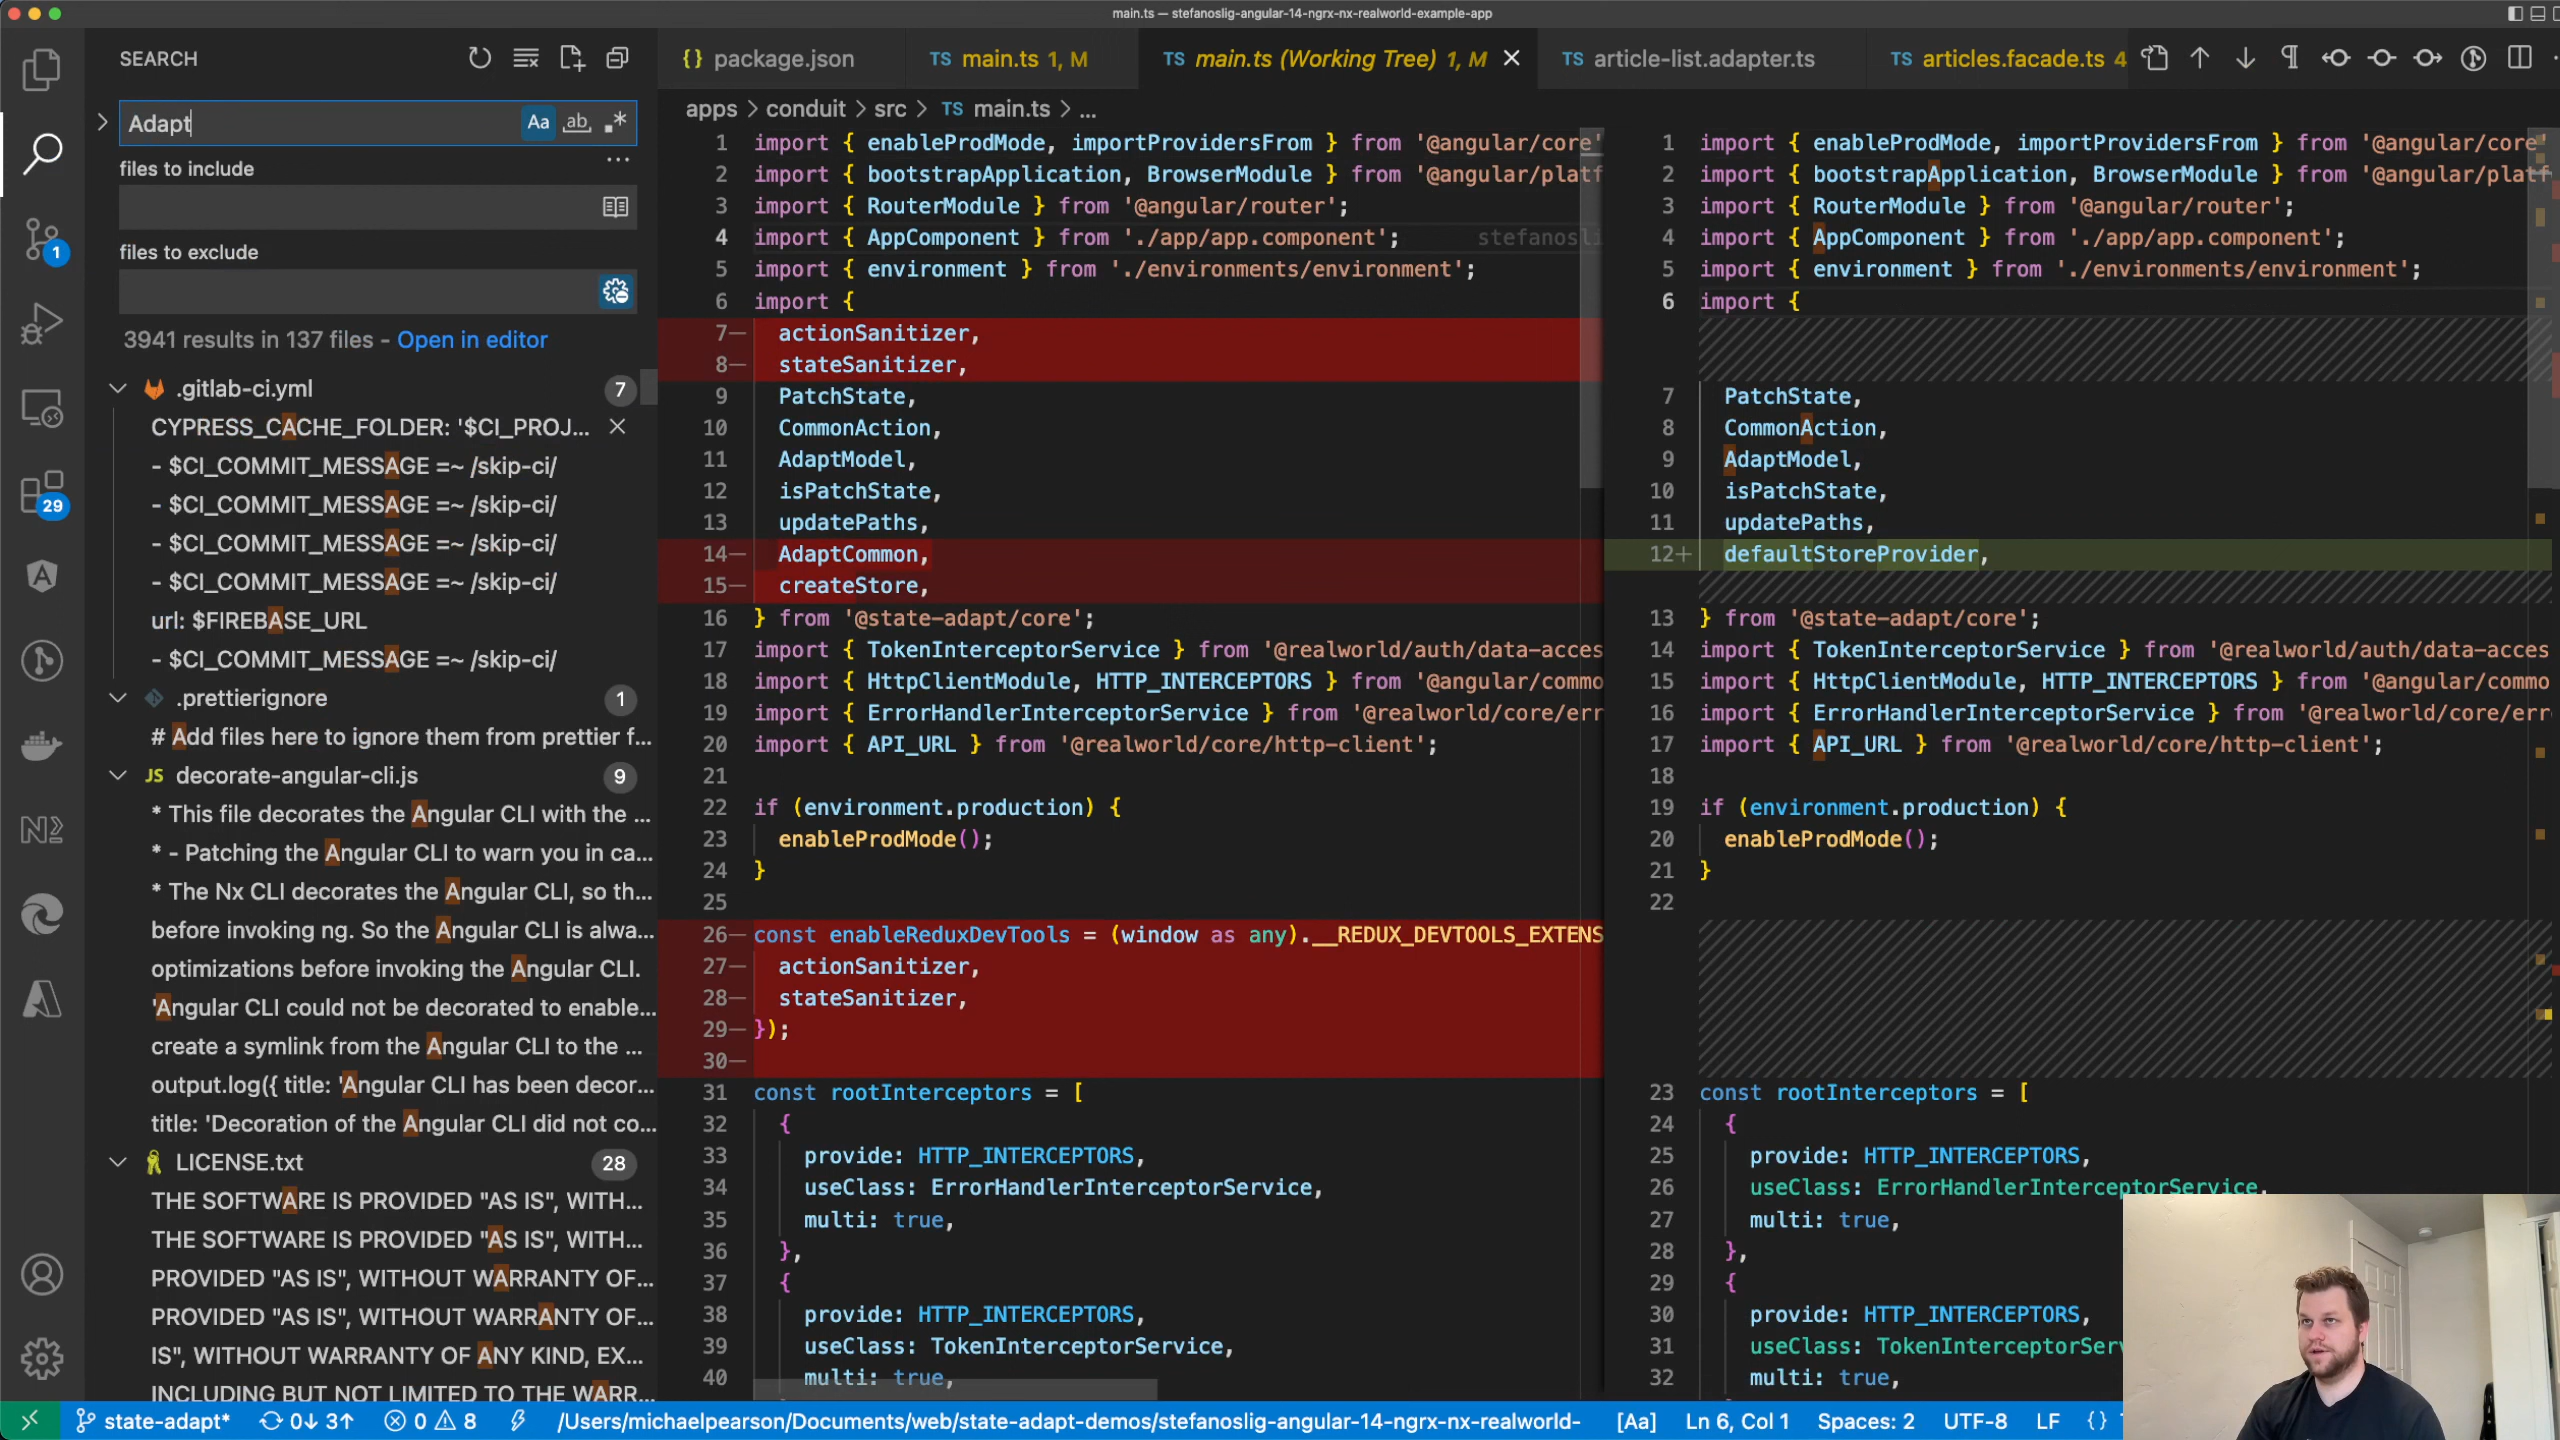 main.ts — stefanoslig-angular-14-ngrx-nx-realworld-example-app
SEARCH
Adapt
Aa
ab
.*
files to include
...
files to exclude
3941 results in 137 files - Open in editor
.gitlab-ci.yml 7
CYPRESS_CACHE_FOLDER: '$CI_PROJ...
- $CI_COMMIT_MESSAGE =~ /skip-ci/
- $CI_COMMIT_MESSAGE =~ /skip-ci/
- $CI_COMMIT_MESSAGE =~ /skip-ci/
- $CI_COMMIT_MESSAGE =~ /skip-ci/
url: $FIREBASE_URL
- $CI_COMMIT_MESSAGE =~ /skip-ci/
.prettierignore 1
# Add files here to ignore them from prettier f...
JS decorate-angular-cli.js 9
* This file decorates the Angular CLI with the ...
* - Patching the Angular CLI to warn you in ca...
* The Nx CLI decorates the Angular CLI, so th...
before invoking ng. So the Angular CLI is alwa...
optimizations before invoking the Angular CLI.
'Angular CLI could not be decorated to enable...
create a symlink from the Angular CLI to the ...
output.log({ title: 'Angular CLI has been decor...
title: 'Decoration of the Angular CLI did not co...
LICENSE.txt 28
THE SOFTWARE IS PROVIDED "AS IS", WITH...
THE SOFTWARE IS PROVIDED "AS IS", WITH...
PROVIDED "AS IS", WITHOUT WARRANTY OF...
PROVIDED "AS IS", WITHOUT WARRANTY OF...
IS", WITHOUT WARRANTY OF ANY KIND, EX...
INCLUDING BUT NOT LIMITED TO THE WARR...
1
29
{} package.json
TS main.ts 1, M
TS main.ts (Working Tree) 1, M
TS article-list.adapter.ts
TS articles.facade.ts 4
apps > conduit > src > TS main.ts > ...
1 import { enableProdMode, importProvidersFrom } from '@angular/core'
2 import { bootstrapApplication, BrowserModule } from '@angular/platf
3 import { RouterModule } from '@angular/router';
4 import { AppComponent } from './app/app.component'; stefanosli
5 import { environment } from './environments/environment';
6 import {
7— actionSanitizer,
8— stateSanitizer,
9 PatchState,
10 CommonAction,
11 AdaptModel,
12 isPatchState,
13 updatePaths,
14— AdaptCommon,
15— createStore,
16 } from '@state-adapt/core';
17 import { TokenInterceptorService } from '@realworld/auth/data-acces
18 import { HttpClientModule, HTTP_INTERCEPTORS } from '@angular/commo
19 import { ErrorHandlerInterceptorService } from '@realworld/core/err
20 import { API_URL } from '@realworld/core/http-client';
21
22 if (environment.production) {
23 enableProdMode();
24 }
25
26— const enableReduxDevTools = (window as any).__REDUX_DEVTOOLS_EXTENS
27— actionSanitizer,
28— stateSanitizer,
29— });
30—
31 const rootInterceptors = [
32 {
33 provide: HTTP_INTERCEPTORS,
34 useClass: ErrorHandlerInterceptorService,
35 multi: true,
36 },
37 {
38 provide: HTTP_INTERCEPTORS,
39 useClass: TokenInterceptorService,
40 multi: true,
1 import { enableProdMode, importProvidersFrom } from '@angular/core'
2 import { bootstrapApplication, BrowserModule } from '@angular/platf
3 import { RouterModule } from '@angular/router';
4 import { AppComponent } from './app/app.component';
5 import { environment } from './environments/environment';
6 import {
7 PatchState,
8 CommonAction,
9 AdaptModel,
10 isPatchState,
11 updatePaths,
12+ defaultStoreProvider,
13 } from '@state-adapt/core';
14 import { TokenInterceptorService } from '@realworld/auth/data-acces
15 import { HttpClientModule, HTTP_INTERCEPTORS } from '@angular/commo
16 import { ErrorHandlerInterceptorService } from '@realworld/core/err
17 import { API_URL } from '@realworld/core/http-client';
18
19 if (environment.production) {
20 enableProdMode();
21 }
22
23 const rootInterceptors = [
24 {
25 provide: HTTP_INTERCEPTORS,
26 useClass: ErrorHandlerInterceptorService,
27 multi: true,
28 },
29 {
30 provide: HTTP_INTERCEPTORS,
31 useClass: TokenInterceptorSer
32 multi: true,
state-adapt* 0↓ 3↑ 0 8 /Users/michaelpearson/Documents/web/state-adapt-demos/stefanoslig-angular-14-ngrx-nx-realworld- [Aa] Ln 6, Col 1 Spaces: 2 UTF-8 LF {}